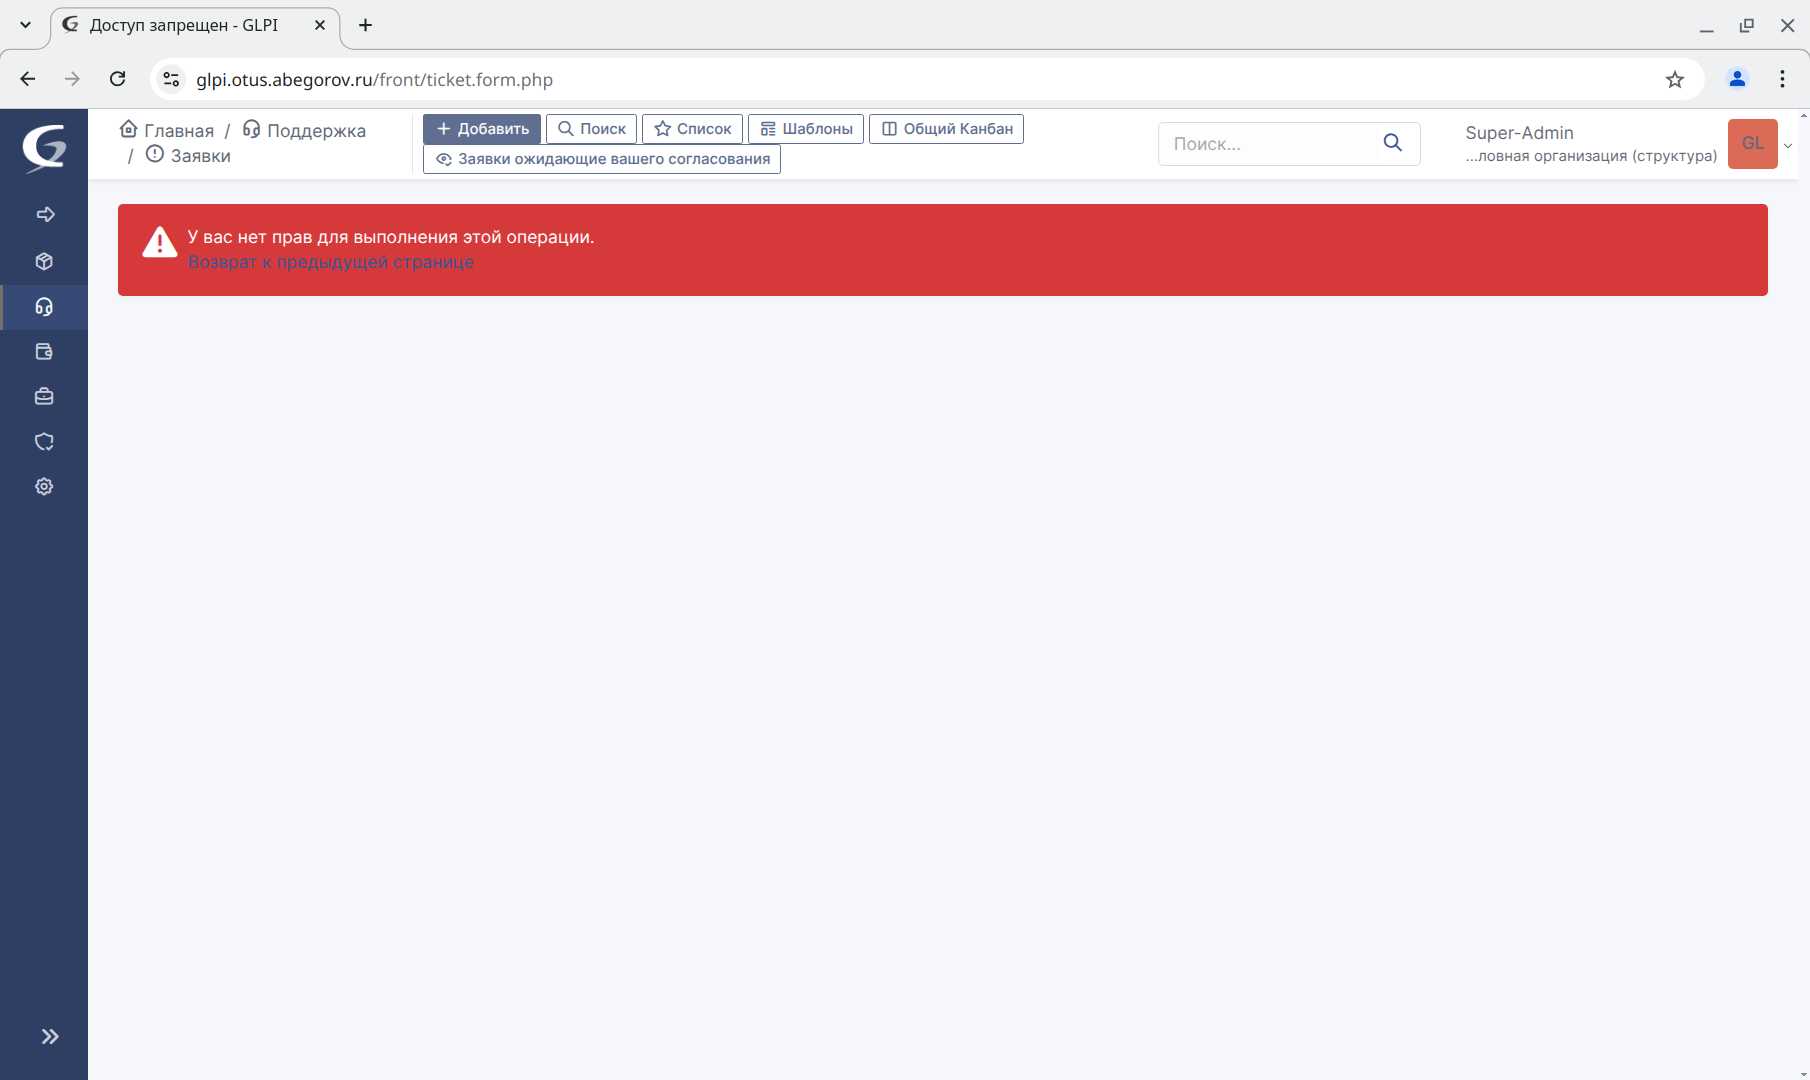 Доступ запрещен - GLPI
glpi.otus.abegorov.ru/front/ticket.form.php
Главная / Поддержка
/ Заявки
Добавить Поиск Список Шаблоны Общий Канбан
Заявки ожидающие вашего согласования
Поиск...
Super-Admin
...ловная организация (структура)
GL
У вас нет прав для выполнения этой операции.
Возврат к предыдущей странице